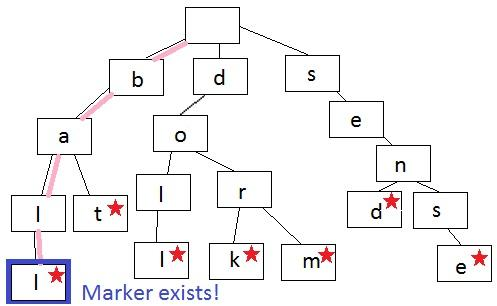 b d s
a o e
l t l r n
l l k m d s
e
Marker exists!